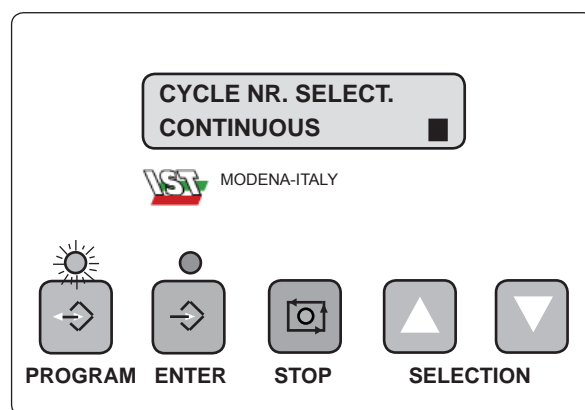 CYCLE NR. SELECT.
CONTINUOUS
IST MODENA-ITALY
PROGRAM ENTER STOP SELECTION